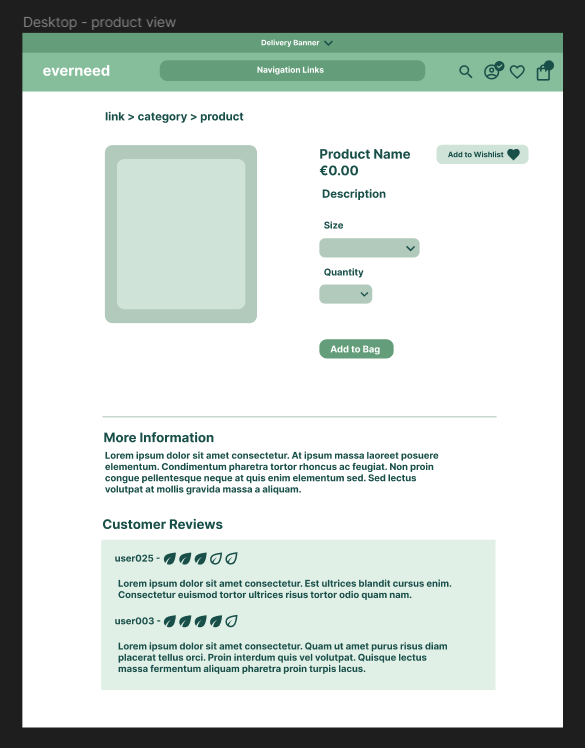 Desktop - product view
Delivery Banner
everneed
Navigation Links
link > category > product
Product Name
Add to Wishlist
€0.00
Description
Size
Quantity
Add to Bag
More Information
Lorem ipsum dolor sit amet consectetur. At ipsum massa laoreet posuere
elementum. Condimentum pharetra tortor rhoncus ac feugiat. Non proin
congue pellentesque neque at quis enim elementum sed. Sed lectus
volutpat at mollis gravida massa a aliquam.
Customer Reviews
user025 -
Lorem ipsum dolor sit amet consectetur. Est ultrices blandit cursus enim.
Consectetur euismod tortor ultrices risus tortor odio quam nam.
user003 -
Lorem ipsum dolor sit amet consectetur. Quam ut amet purus risus diam
placerat tellus orci. Proin interdum quis vel volutpat. Quisque lectus
massa fermentum aliquam pharetra proin turpis lacus.